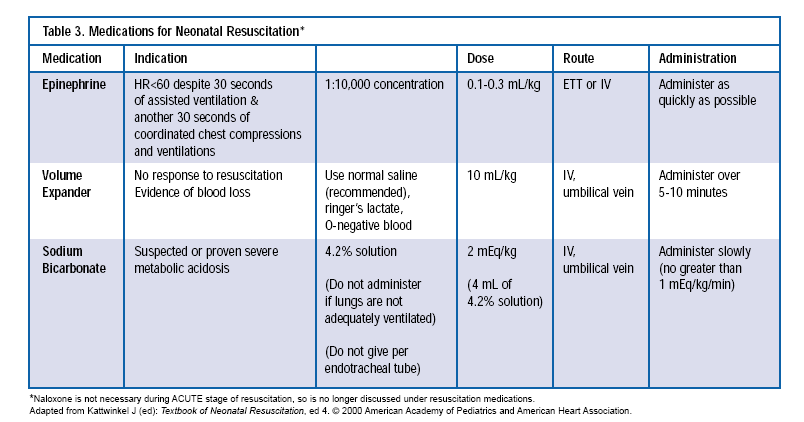 Table 3. Medications for Neonatal Resuscitation*
Medication Indication Dose Route Administration
Epinephrine HR<60 despite 30 seconds 1:10,000 concentration 0.1-0.3 mL/kg ETT or IV Administer as
of assisted ventilation & quickly as possible
another 30 seconds of
coordinated chest compressions
and ventilations
Volume No response to resuscitation Use normal saline 10 mL/kg IV, Administer over
Expander Evidence of blood loss (recommended), umbilical vein 5-10 minutes
ringer's lactate,
O-negative blood
Sodium Suspected or proven severe 4.2% solution 2 mEq/kg IV, Administer slowly
Bicarbonate metabolic acidosis umbilical vein (no greater than
(Do not administer (4 mL of 1 mEq/kg/min)
if lungs are not 4.2% solution)
adequately ventilated)
(Do not give per
endotracheal tube)
*Naloxone is not necessary during ACUTE stage of resuscitation, so is no longer discussed under resuscitation medications.
Adapted from Kattwinkel J (ed): Textbook of Neonatal Resuscitation, ed 4. © 2000 American Academy of Pediatrics and American Heart Association.